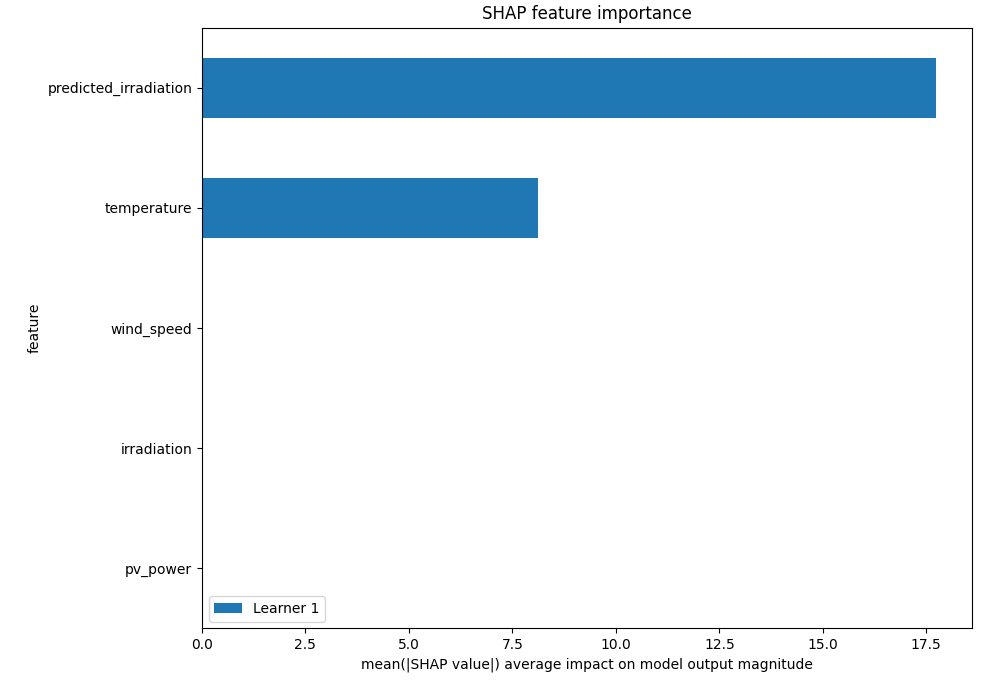 SHAP feature importance
predicted_irradiation
temperature
wind_speed
irradiation
pv_power
feature
Learner 1
0.0 2.5 5.0 7.5 10.0 12.5 15.0 17.5
mean(|SHAP value|) average impact on model output magnitude